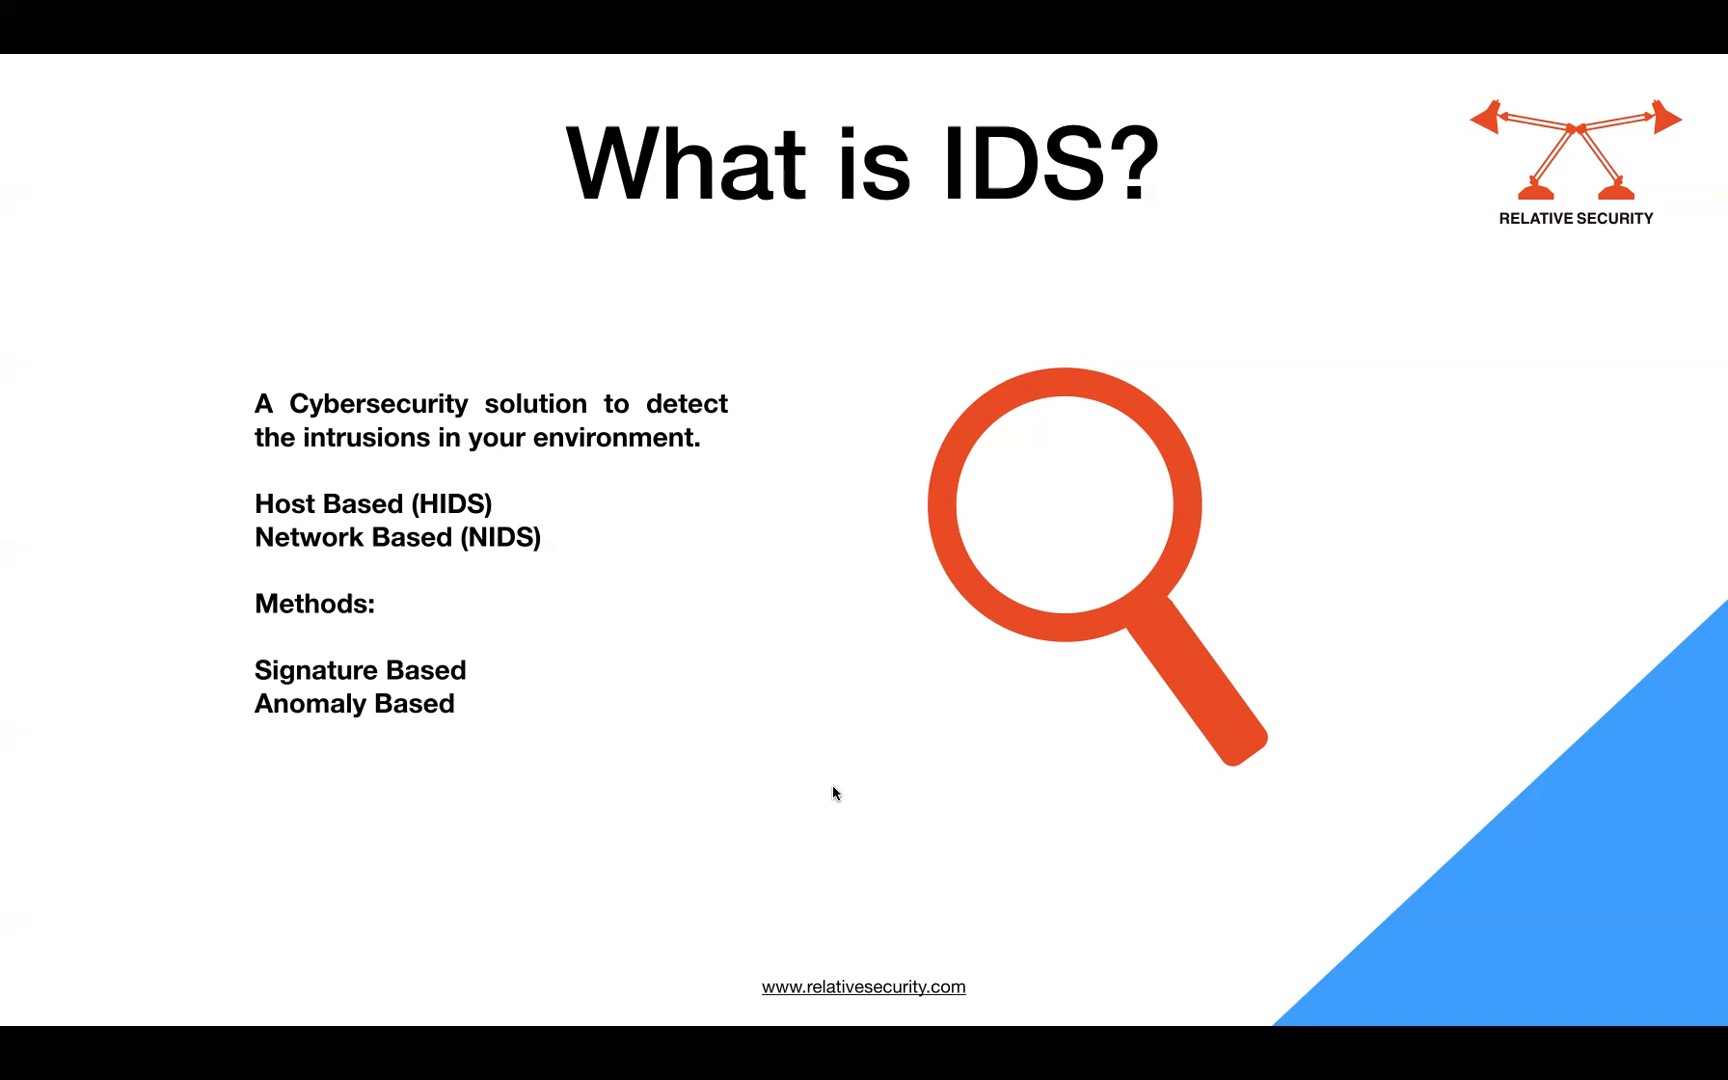 What is IDS?
RELATIVE SECURITY
A Cybersecurity solution to detect
the intrusions in your environment.
Host Based (HIDS)
Network Based (NIDS)
Methods:
Signature Based
Anomaly Based
www.relativesecurity.com